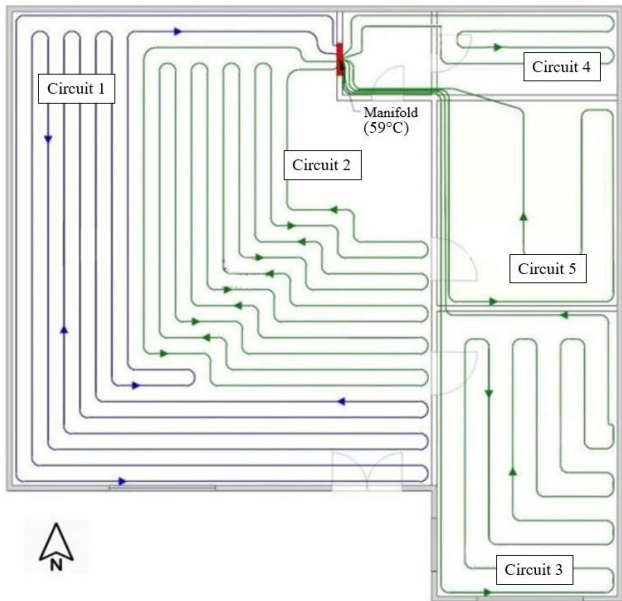 Circuit 1
Circuit 4
Manifold
(59°C)
Circuit 2
Circuit 5
Circuit 3
N